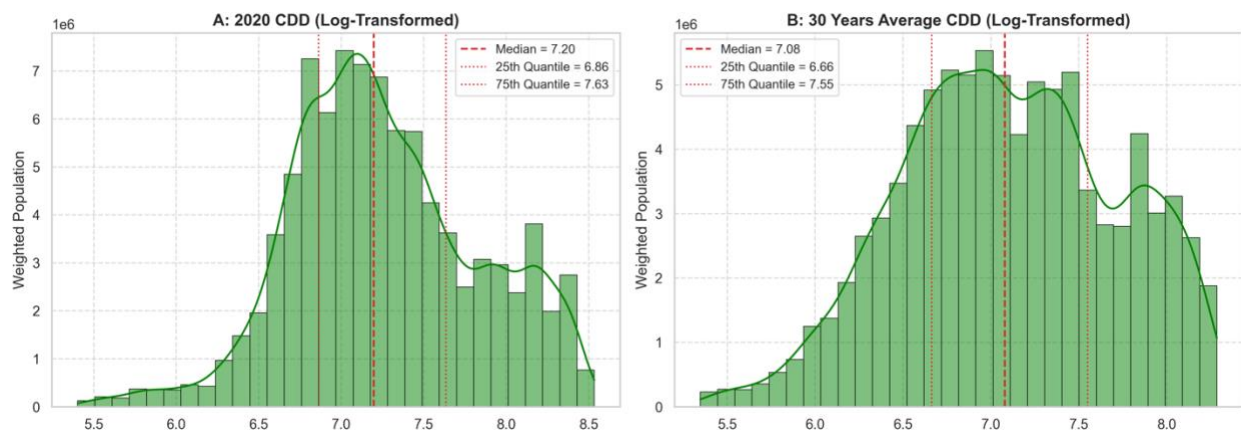 A: 2020 CDD (Log-Transformed)
1e6
Median = 7.20
25th Quantile = 6.86
75th Quantile = 7.63
Weighted Population
7
6
5
4
3
2
1
0
5.5 6.0 6.5 7.0 7.5 8.0 8.5
B: 30 Years Average CDD (Log-Transformed)
1e6
Median = 7.08
25th Quantile = 6.66
75th Quantile = 7.55
Weighted Population
5
4
3
2
1
0
5.5 6.0 6.5 7.0 7.5 8.0